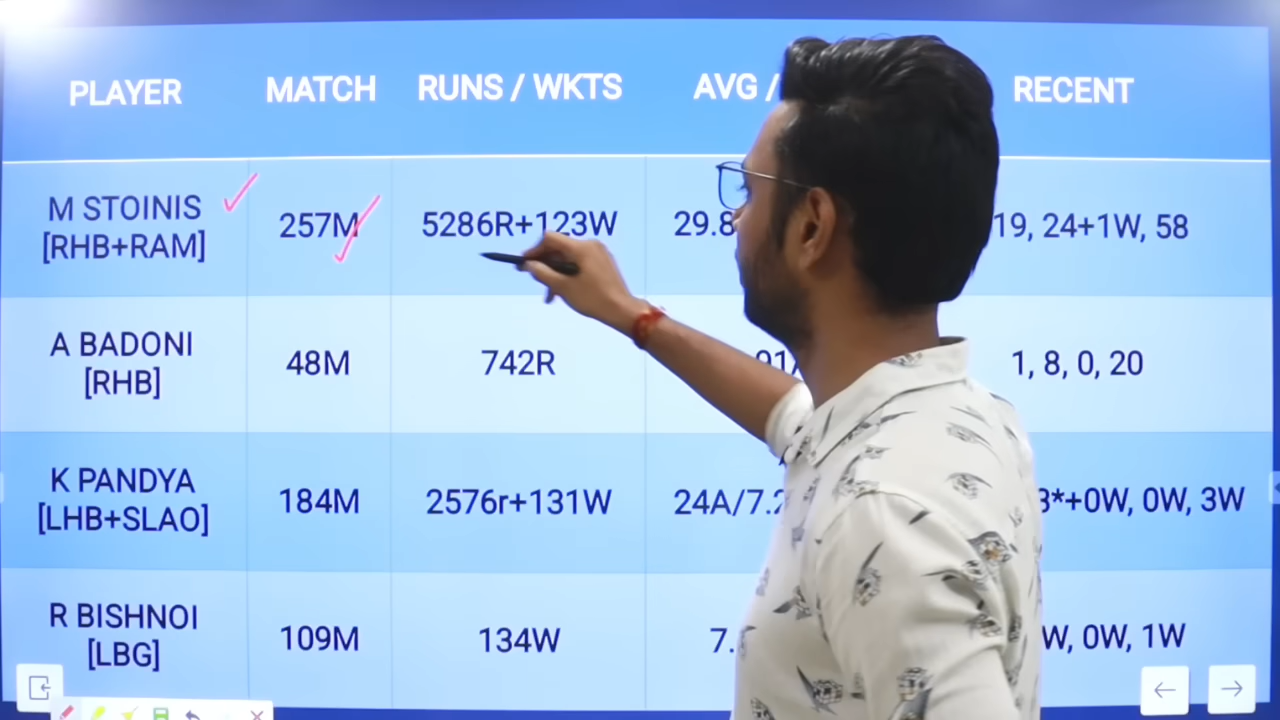 PLAYER MATCH RUNS / WKTS AVG / RECENT
M STOINIS
[RHB+RAM] 257M 5286R+123W 29.8 19, 24+1W, 58
A BADONI
[RHB] 48M 742R 1, 8, 0, 20
K PANDYA
[LHB+SLAO] 184M 2576r+131W 24A/7.2 *+0W, 0W, 3W
R BISHNOI
[LBG] 109M 134W 7. W, 0W, 1W